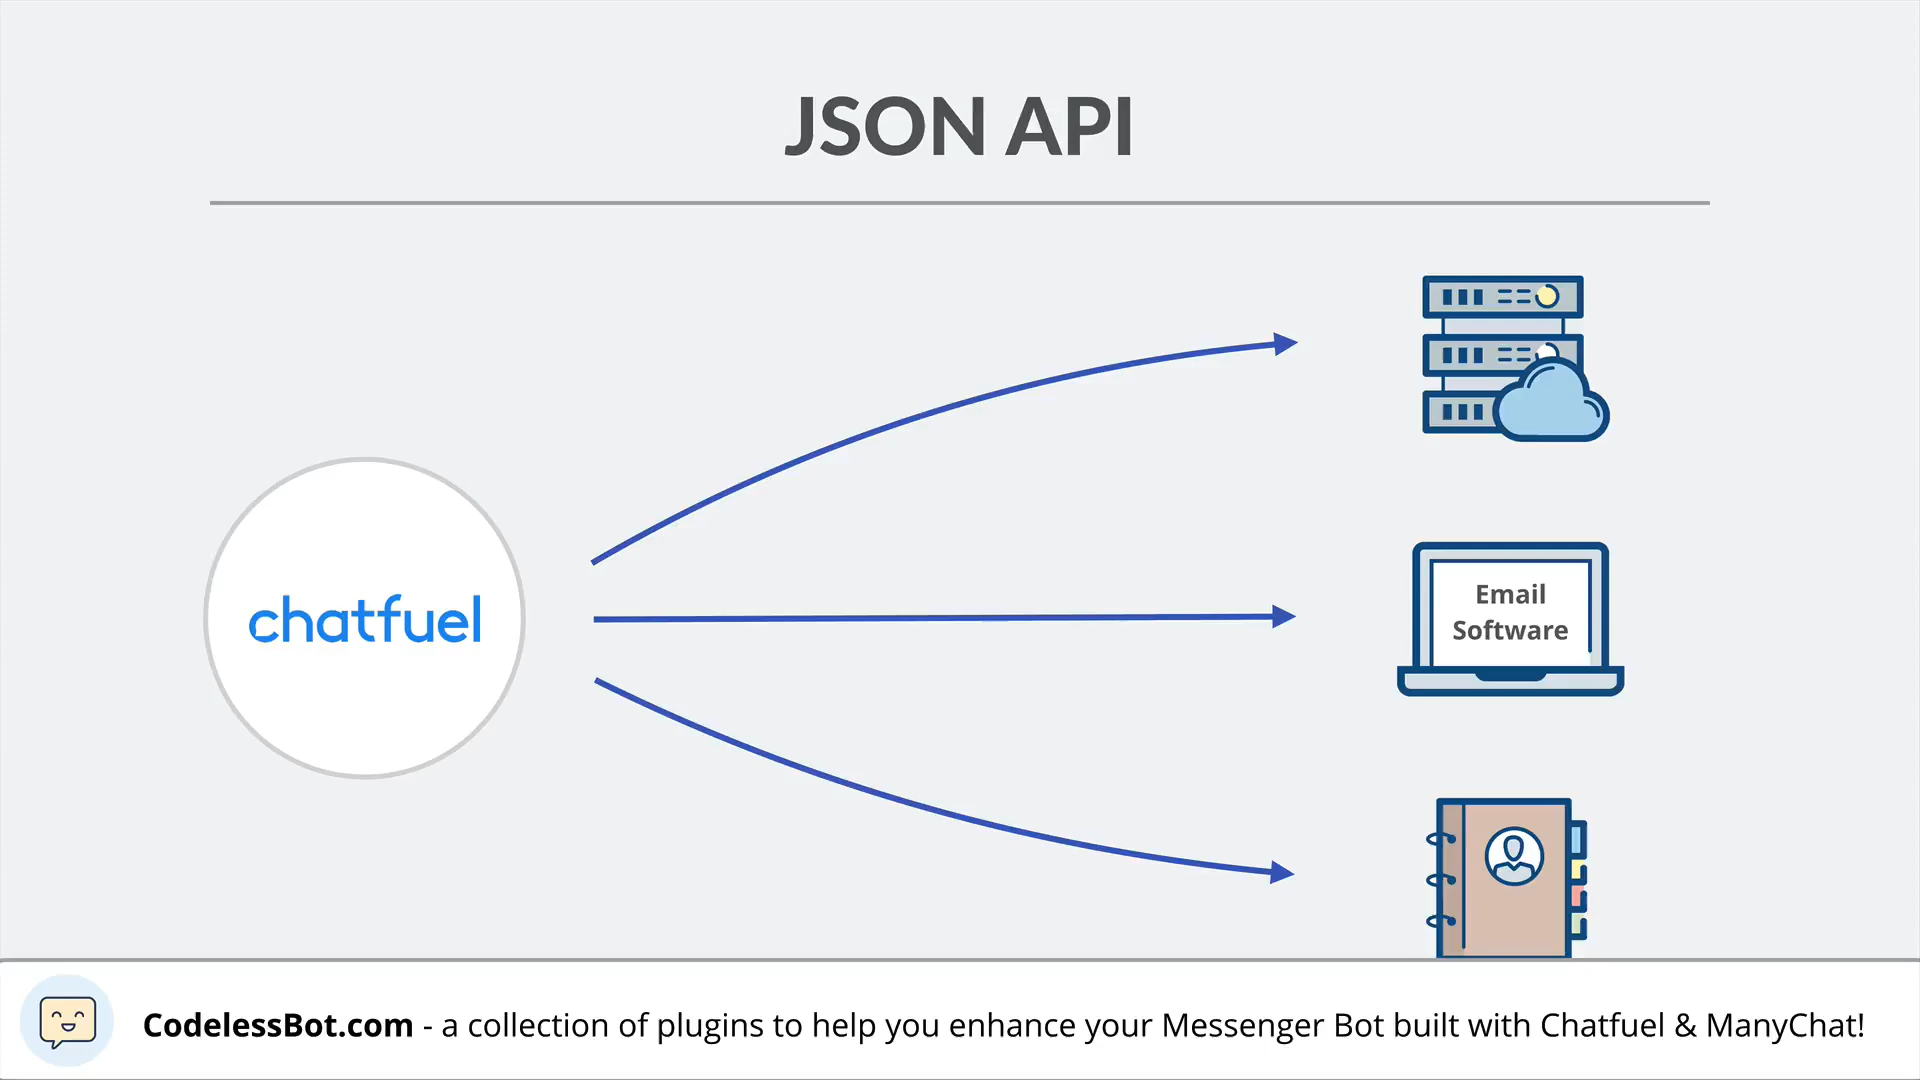 JSON API
chatfuel
Email
Software
CodelessBot.com - a collection of plugins to help you enhance your Messenger Bot built with Chatfuel & ManyChat!